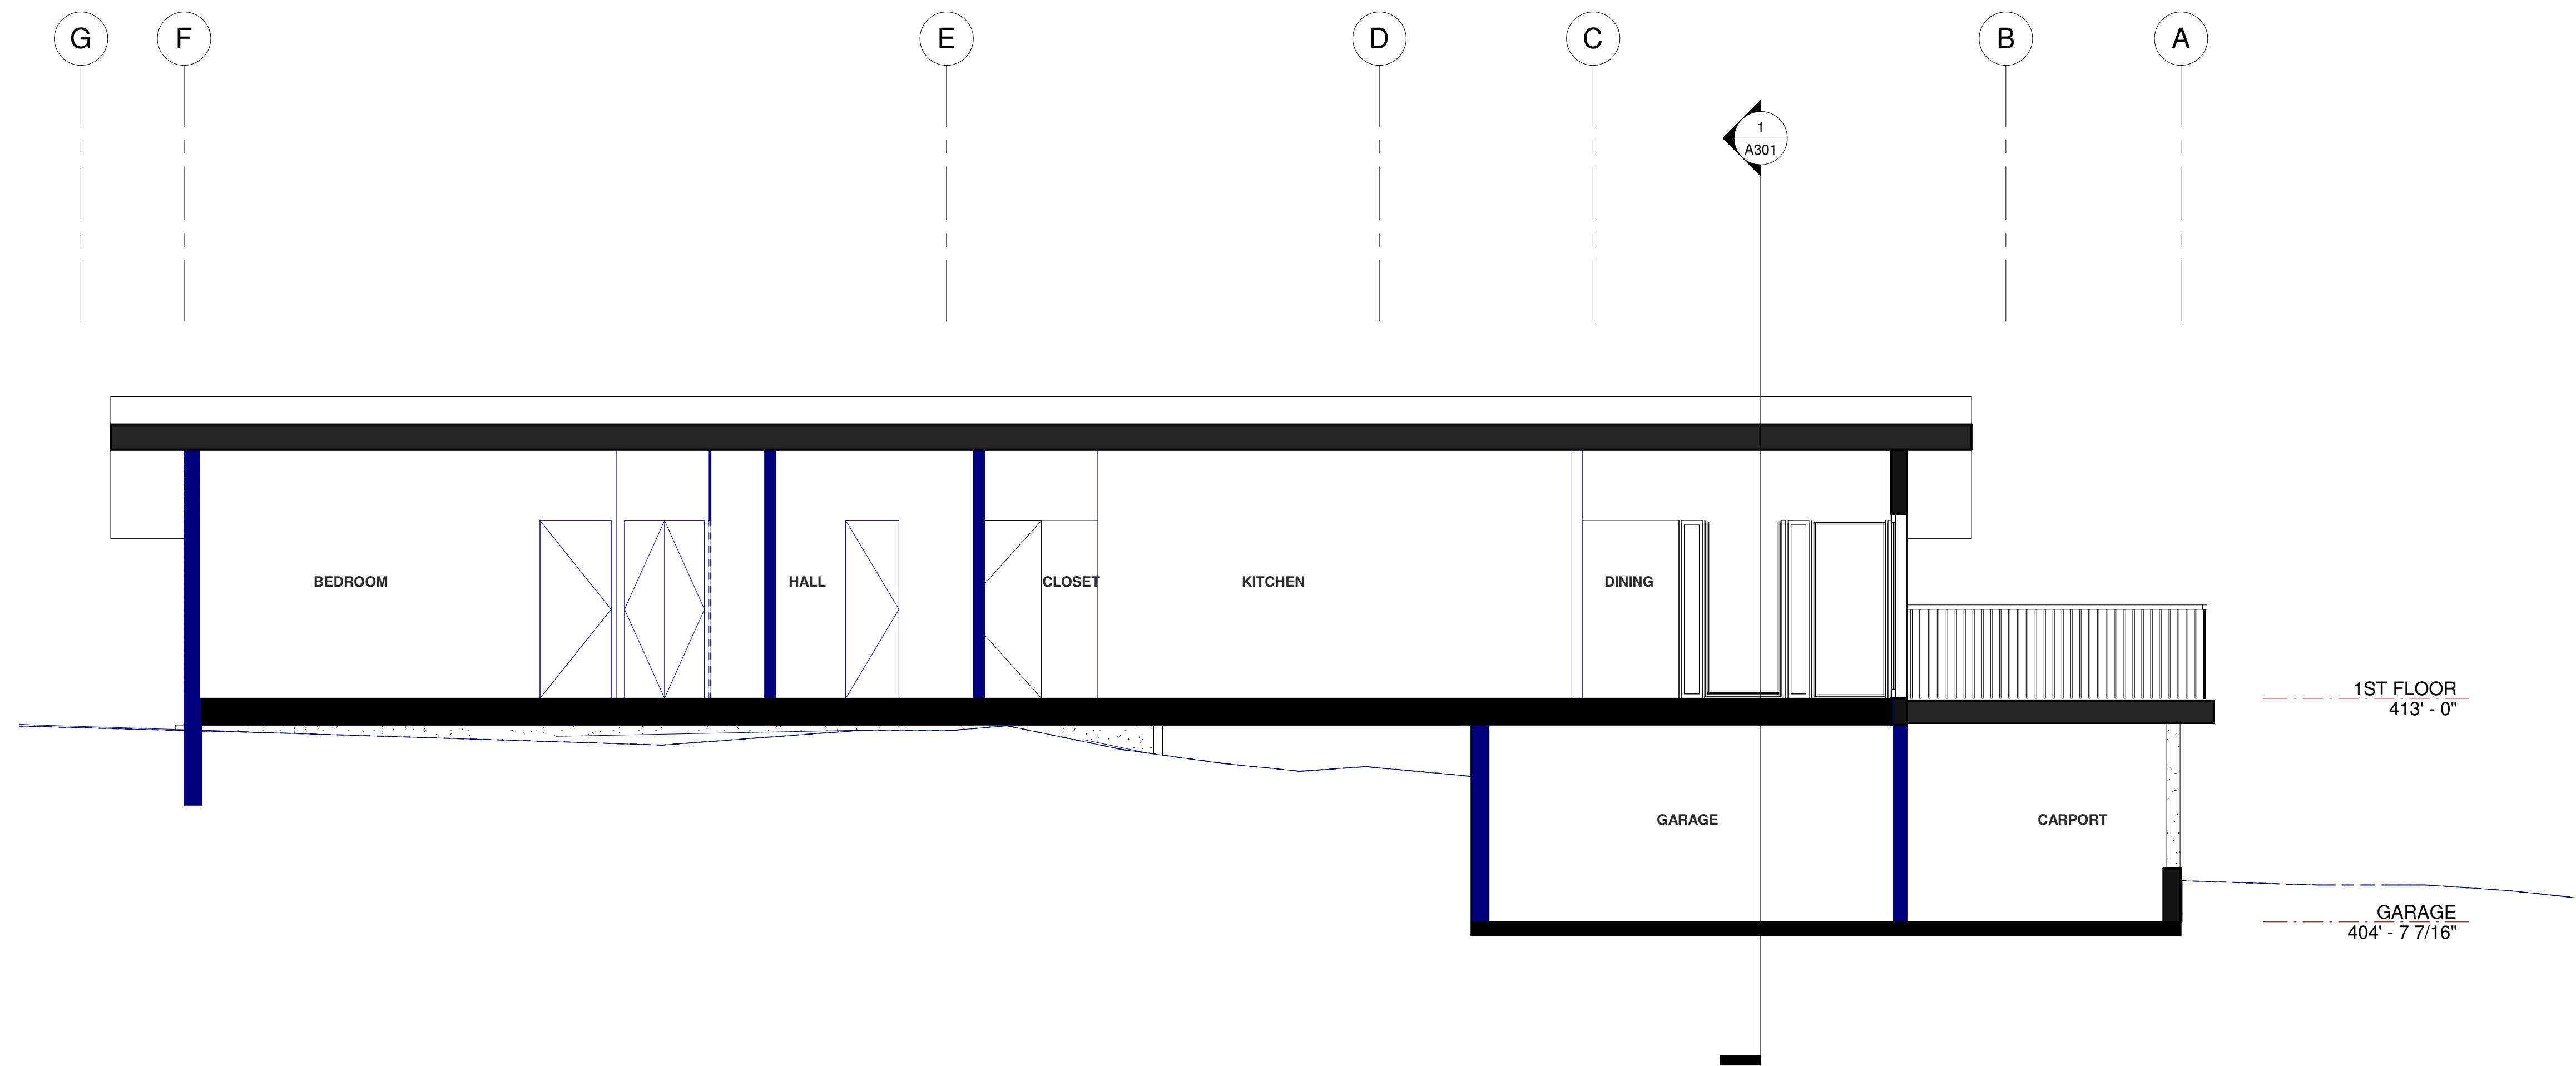 G F E D C B A
1
A301
BEDROOM HALL CLOSET KITCHEN DINING
1ST FLOOR
413' - 0"
GARAGE CARPORT
GARAGE
404' - 7 7/16"